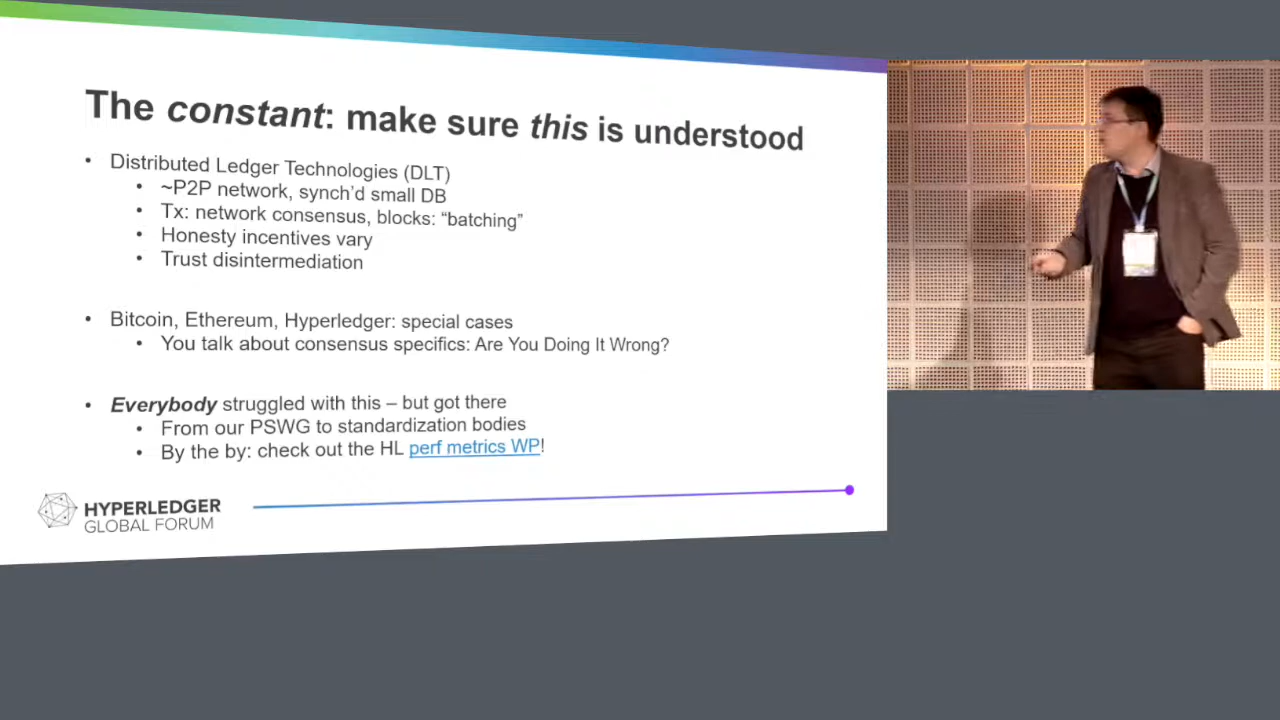 The constant: make sure this is understood
• Distributed Ledger Technologies (DLT)
• ~P2P network, synch'd small DB
• Tx: network consensus, blocks: “batching”
• Honesty incentives vary
• Trust disintermediation
• Bitcoin, Ethereum, Hyperledger: special cases
• You talk about consensus specifics: Are You Doing It Wrong?
• Everybody struggled with this – but got there
• From our PSWG to standardization bodies
• By the by: check out the HL perf metrics WP!
HYPERLEDGER
GLOBAL FORUM